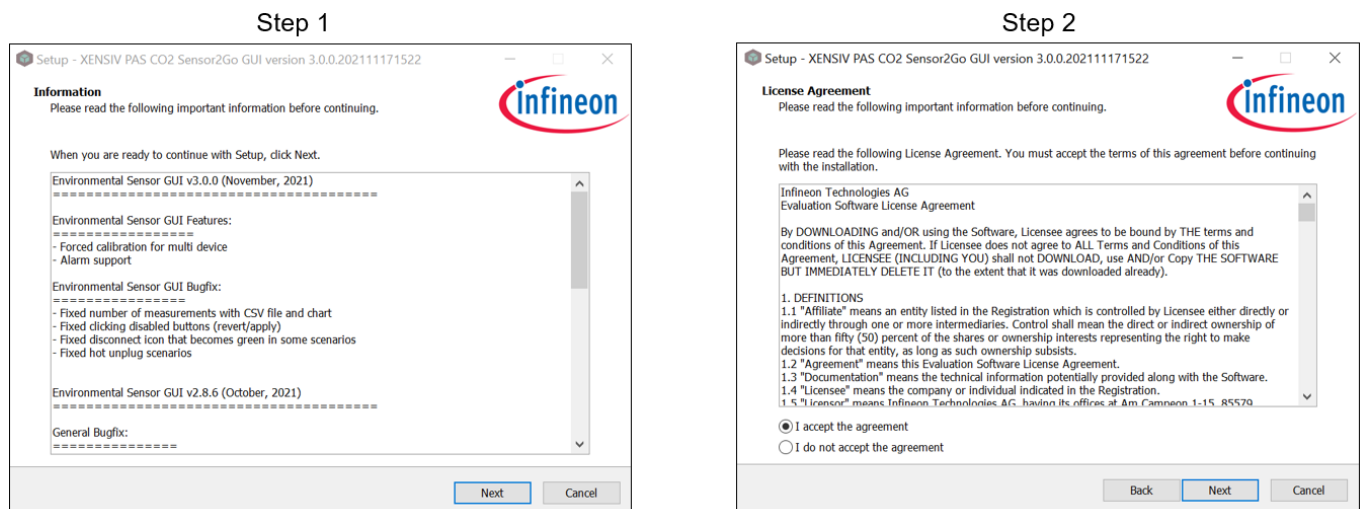 Step 1
Setup - XENSIV PAS CO2 Sensor2Go GUI version 3.0.0.202111171522
Information
Please read the following important information before continuing.
infineon
When you are ready to continue with Setup, click Next.
Environmental Sensor GUI v3.0.0 (November, 2021)
==========================================
Environmental Sensor GUI Features:
=================
- Forced calibration for multi device
- Alarm support
Environmental Sensor GUI Bugfix:
================
- Fixed number of measurements with CSV file and chart
- Fixed clicking disabled buttons (revert/apply)
- Fixed disconnect icon that becomes green in some scenarios
- Fixed hot unplug scenarios
Environmental Sensor GUI v2.8.6 (October, 2021)
==========================================
General Bugfix:
===============
Next
Cancel
Step 2
Setup - XENSIV PAS CO2 Sensor2Go GUI version 3.0.0.202111171522
License Agreement
Please read the following important information before continuing.
infineon
Please read the following License Agreement. You must accept the terms of this agreement before continuing
with the installation.
Infineon Technologies AG
Evaluation Software License Agreement
By DOWNLOADING and/OR using the Software, Licensee agrees to be bound by THE terms and
conditions of this Agreement. If Licensee does not agree to ALL Terms and Conditions of this
Agreement, LICENSEE (INCLUDING YOU) shall not DOWNLOAD, use AND/or Copy THE SOFTWARE
BUT IMMEDIATELY DELETE IT (to the extent that it was downloaded already).
1. DEFINITIONS
1.1 "Affiliate" means an entity listed in the Registration which is controlled by Licensee either directly or
indirectly through one or more intermediaries. Control shall mean the direct or indirect ownership of
more than fifty (50) percent of the shares or ownership interests representing the right to make
decisions for that entity, as long as such ownership subsists.
1.2 "Agreement" means this Evaluation Software License Agreement.
1.3 "Documentation" means the technical information potentially provided along with the Software.
1.4 "Licensee" means the company or individual indicated in the Registration.
1.5 "Licensor" means Infineon Technologies AG, having its offices at Am Campeon 1-15, 85579
I accept the agreement
I do not accept the agreement
Back
Next
Cancel